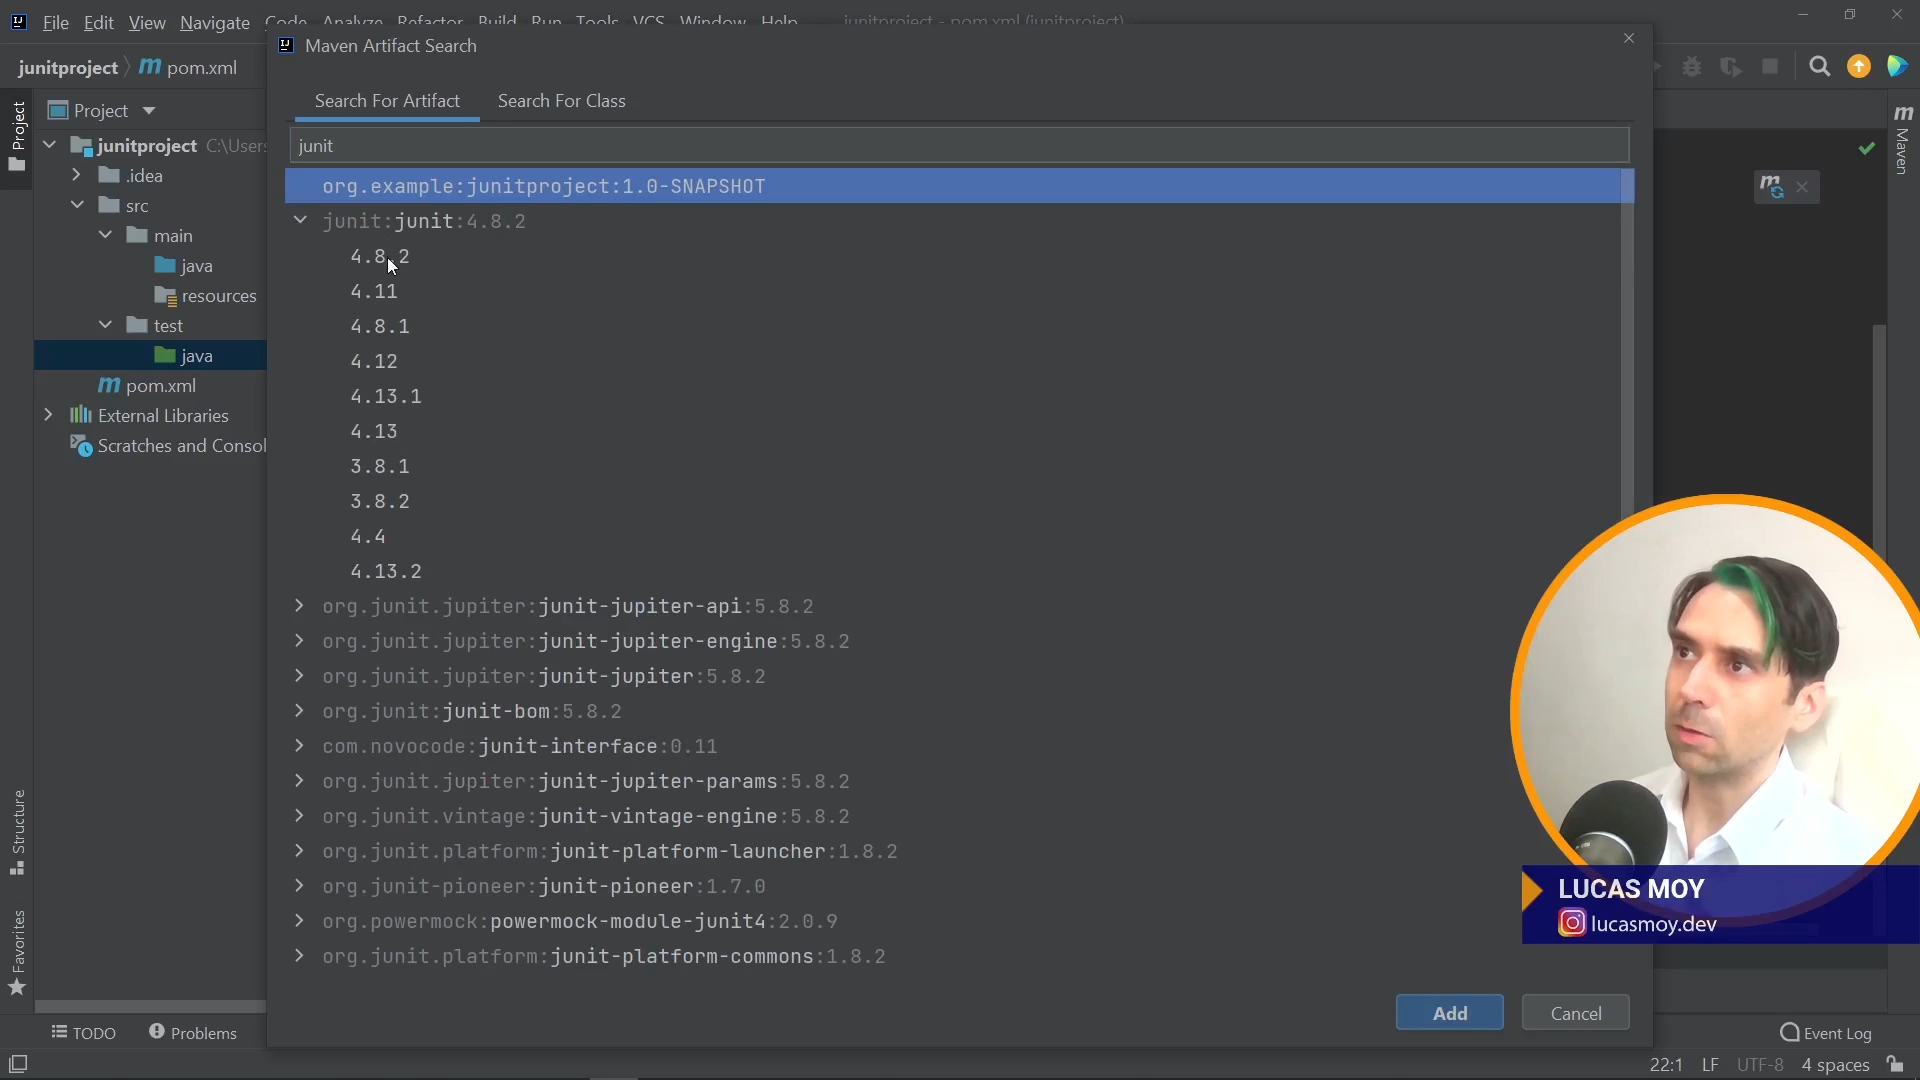 File Edit View Navigate Code Analyze Refactor Build Run Tools VCS Window Help junitproject - pom.xml (junitproject)
Maven Artifact Search
junitproject pom.xml
Search For Artifact Search For Class
Project
junit
junitproject C:\Users
.idea
src
main
java
resources
test
java
pom.xml
External Libraries
Scratches and Consol
org.example:junitproject:1.0-SNAPSHOT
junit:junit:4.8.2
4.8.2
4.11
4.8.1
4.12
4.13.1
4.13
3.8.1
3.8.2
4.4
4.13.2
org.junit.jupiter:junit-jupiter-api:5.8.2
org.junit.jupiter:junit-jupiter-engine:5.8.2
org.junit.jupiter:junit-jupiter:5.8.2
org.junit:junit-bom:5.8.2
com.novocode:junit-interface:0.11
org.junit.jupiter:junit-jupiter-params:5.8.2
org.junit.vintage:junit-vintage-engine:5.8.2
org.junit.platform:junit-platform-launcher:1.8.2
org.junit-pioneer:junit-pioneer:1.7.0
org.powermock:powermock-module-junit4:2.0.9
org.junit.platform:junit-platform-commons:1.8.2
Add Cancel
Project
Structure
Favorites
Maven
LUCAS MOY
lucasmoy.dev
TODO Problems Event Log
22:1 LF UTF-8 4 spaces